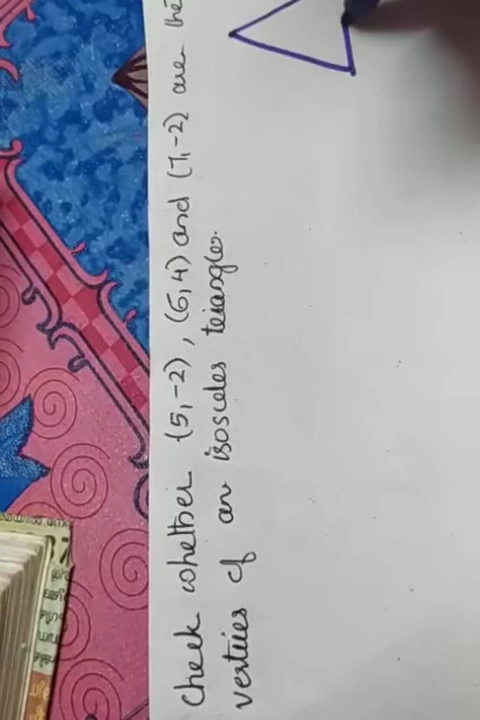 Check whether (5,-2), (6,4) and (7,-2) are the
vertices of an isosceles triangle.